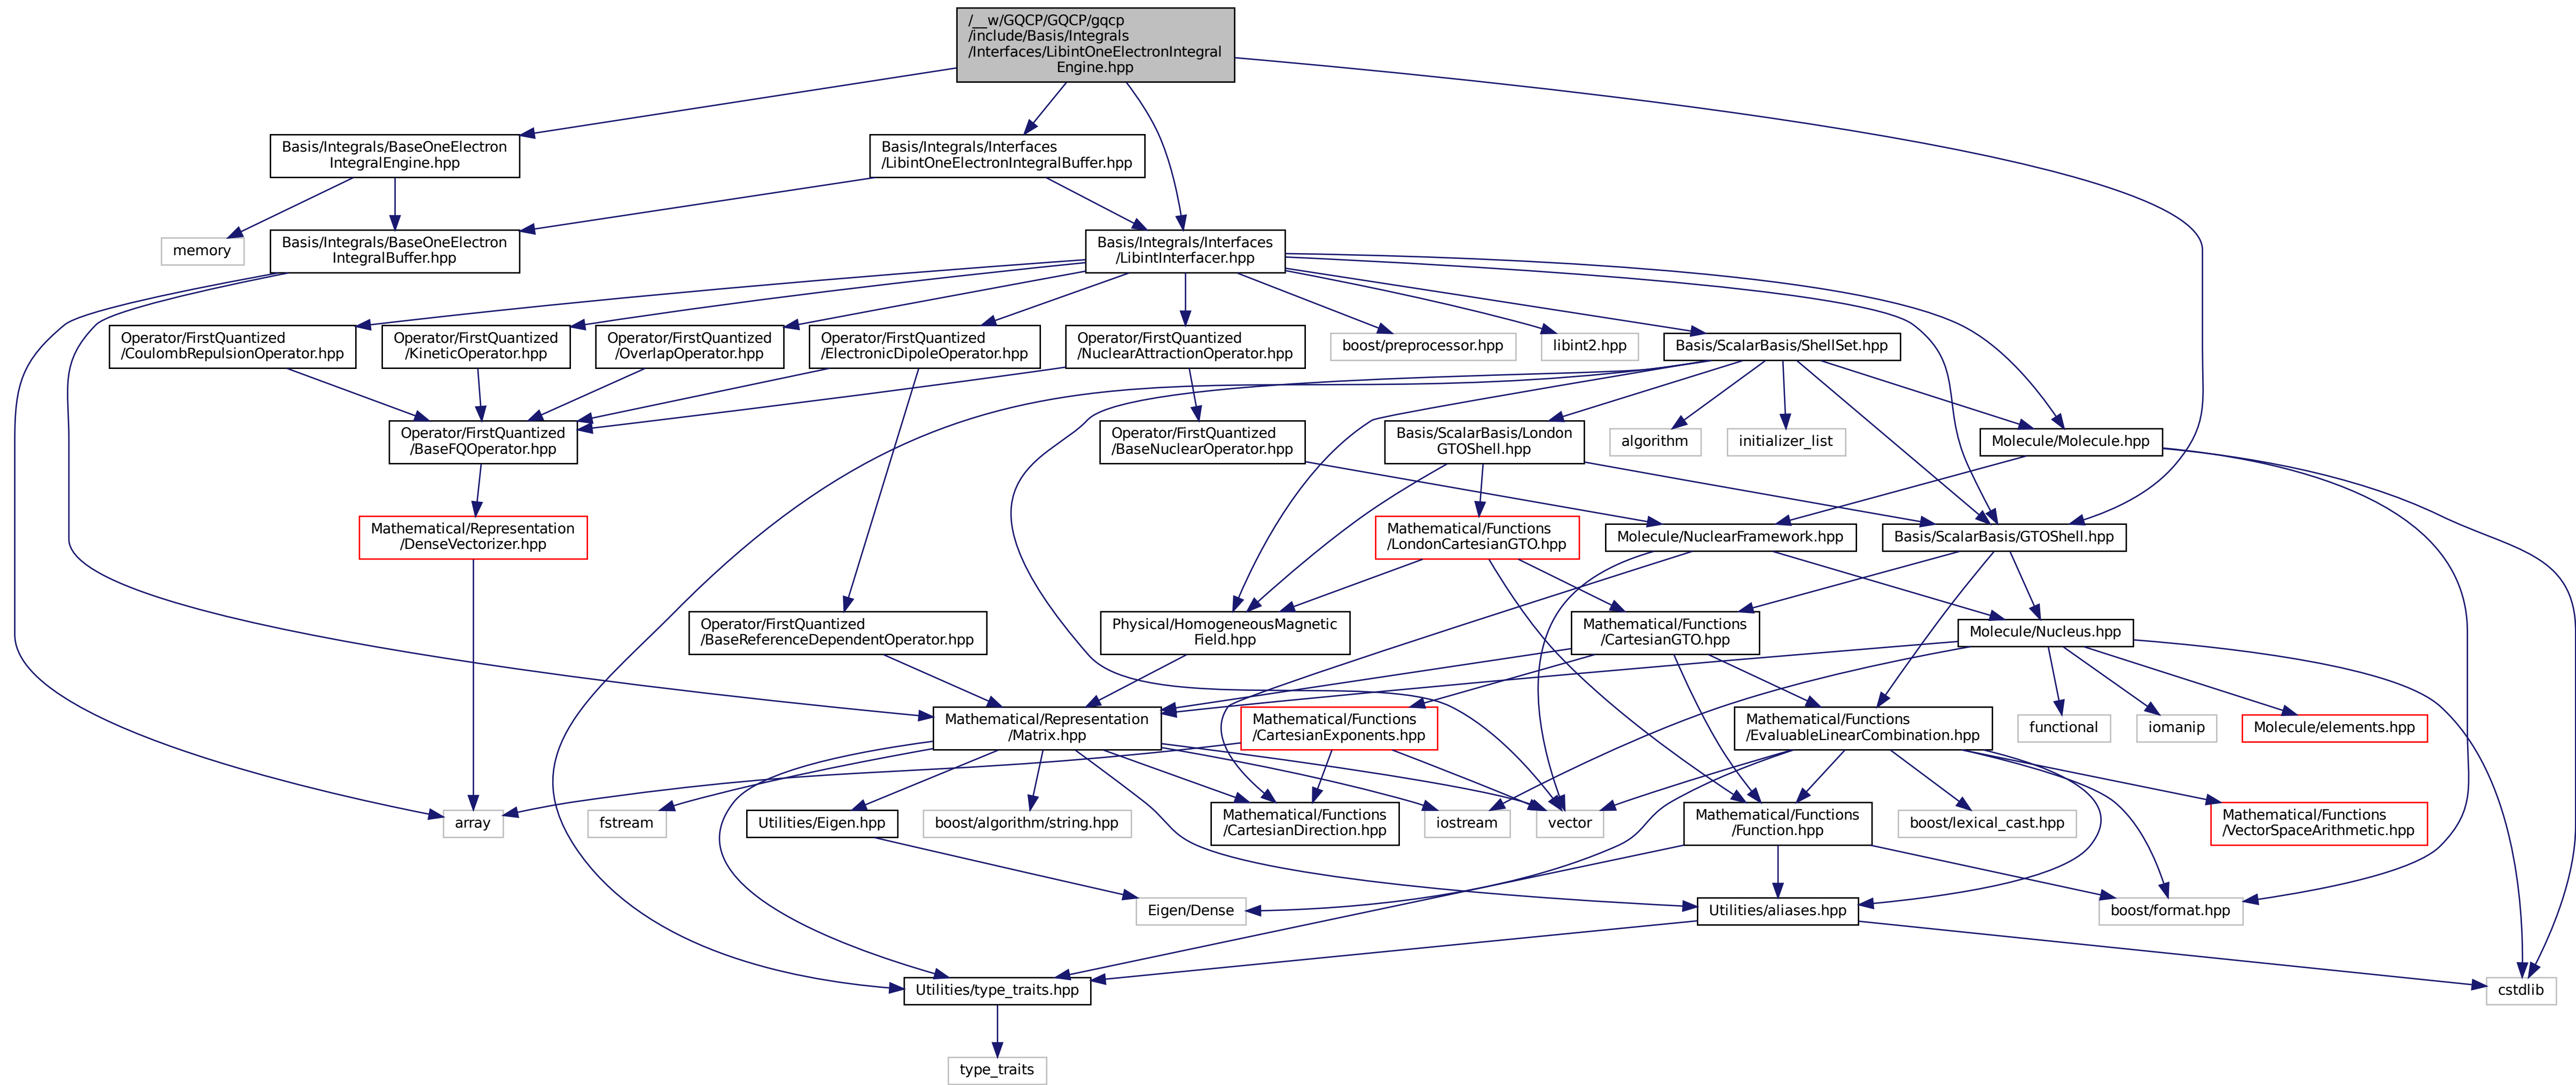 /__w/GQCP/GQCP/gqcp
/include/Basis/Integrals
/Interfaces/LibintOneElectronIntegral
Engine.hpp
Basis/Integrals/BaseOneElectron
IntegralEngine.hpp
Basis/Integrals/Interfaces
/LibintOneElectronIntegralBuffer.hpp
memory
Basis/Integrals/BaseOneElectron
IntegralBuffer.hpp
Basis/Integrals/Interfaces
/LibintInterfacer.hpp
Operator/FirstQuantized
/CoulombRepulsionOperator.hpp
Operator/FirstQuantized
/KineticOperator.hpp
Operator/FirstQuantized
/OverlapOperator.hpp
Operator/FirstQuantized
/ElectronicDipoleOperator.hpp
Operator/FirstQuantized
/NuclearAttractionOperator.hpp
boost/preprocessor.hpp
libint2.hpp
Basis/ScalarBasis/ShellSet.hpp
Operator/FirstQuantized
/BaseFQOperator.hpp
Operator/FirstQuantized
/BaseNuclearOperator.hpp
Basis/ScalarBasis/London
GTOShell.hpp
algorithm
initializer_list
Molecule/Molecule.hpp
Mathematical/Representation
/DenseVectorizer.hpp
Mathematical/Functions
/LondonCartesianGTO.hpp
Molecule/NuclearFramework.hpp
Basis/ScalarBasis/GTOShell.hpp
Operator/FirstQuantized
/BaseReferenceDependentOperator.hpp
Physical/HomogeneousMagnetic
Field.hpp
Mathematical/Functions
/CartesianGTO.hpp
Molecule/Nucleus.hpp
Mathematical/Representation
/Matrix.hpp
Mathematical/Functions
/CartesianExponents.hpp
Mathematical/Functions
/EvaluableLinearCombination.hpp
functional
iomanip
Molecule/elements.hpp
array
fstream
Utilities/Eigen.hpp
boost/algorithm/string.hpp
Mathematical/Functions
/CartesianDirection.hpp
iostream
vector
Mathematical/Functions
/Function.hpp
boost/lexical_cast.hpp
Mathematical/Functions
/VectorSpaceArithmetic.hpp
Eigen/Dense
Utilities/aliases.hpp
boost/format.hpp
Utilities/type_traits.hpp
cstdlib
type_traits